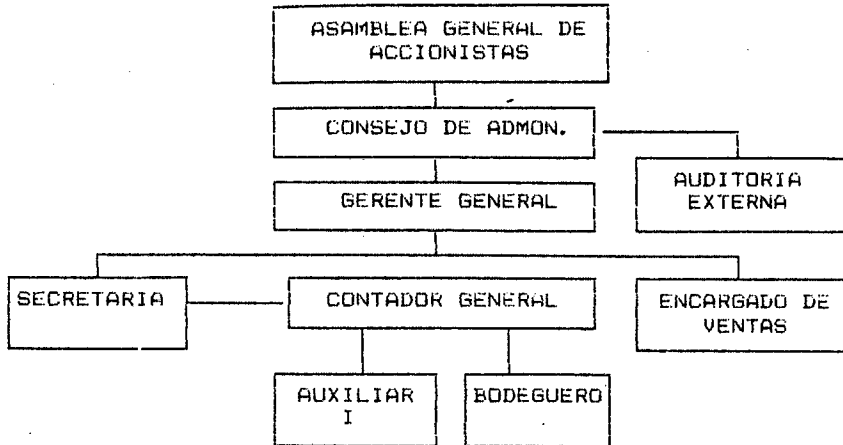 ASAMBLEA GENERAL DE
ACCIONISTAS
CONSEJO DE ADMON.
AUDITORIA
EXTERNA
GERENTE GENERAL
SECRETARIA
CONTADOR GENERAL
ENCARGADO DE
VENTAS
AUXILIAR
I
BODEGUERO